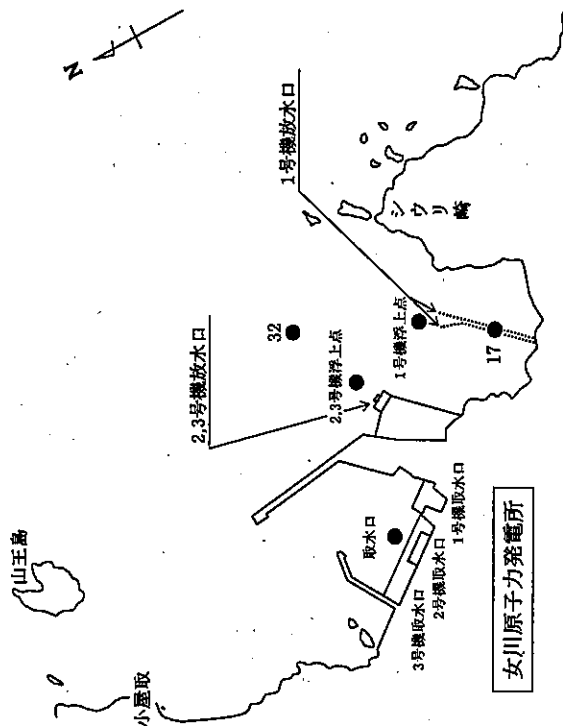 N
1号機放水口
シウリ崎
2,3号機放水口
32
1号機浮上点
2,3号機浮上点
17
山王島
取水口
1号機取水口
2号機取水口
3号機取水口
小屋取
女川原子力発電所